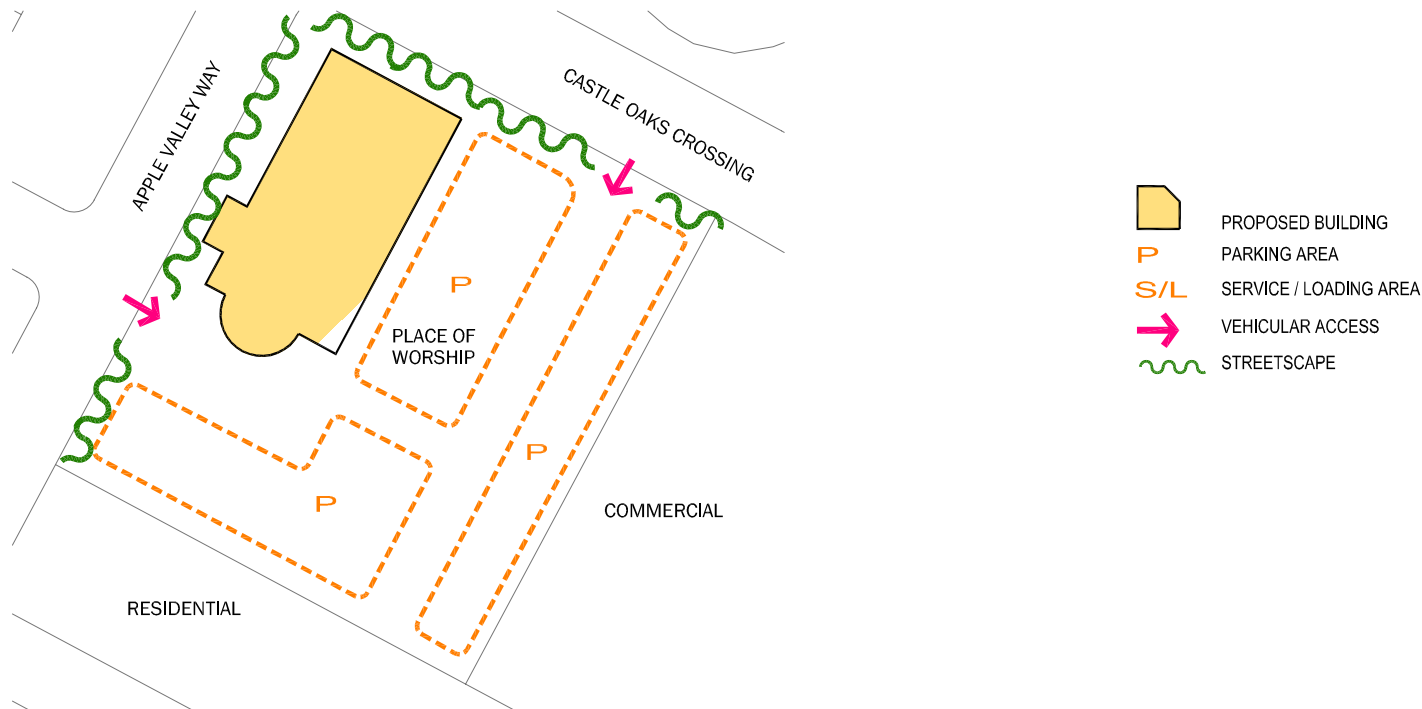 CASTLE OAKS CROSSING
APPLE VALLEY WAY
P
PLACE OF
WORSHIP
P
P
COMMERCIAL
RESIDENTIAL
PROPOSED BUILDING
P PARKING AREA
S/L SERVICE / LOADING AREA
VEHICULAR ACCESS
STREETSCAPE